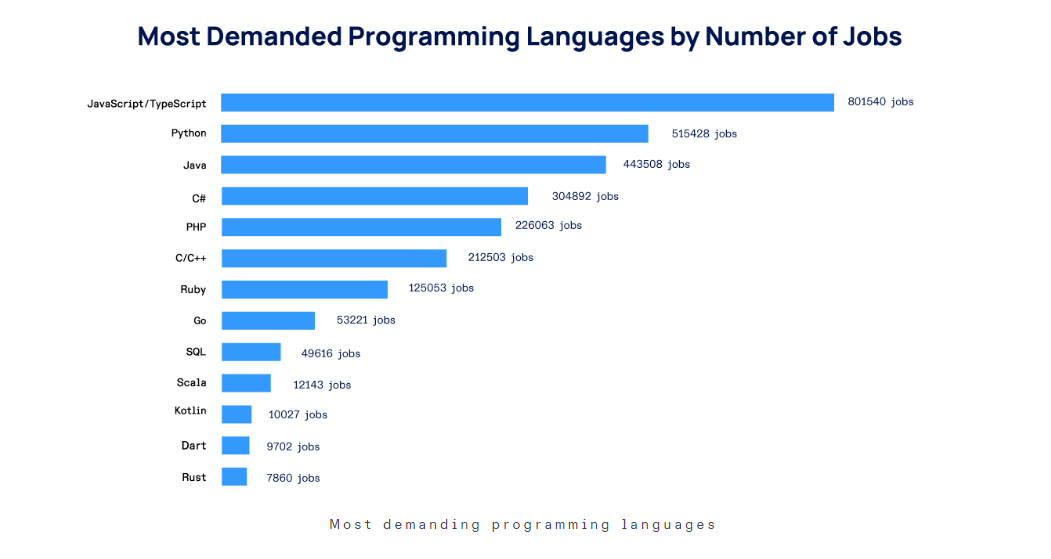 Most Demanded Programming Languages by Number of Jobs
JavaScript/TypeScript 801540 jobs
Python 515428 jobs
Java 443508 jobs
C# 304892 jobs
PHP 226063 jobs
C/C++ 212503 jobs
Ruby 125053 jobs
Go 53221 jobs
SQL 49616 jobs
Scala 12143 jobs
Kotlin 10027 jobs
Dart 9702 jobs
Rust 7860 jobs
Most demanding programming languages